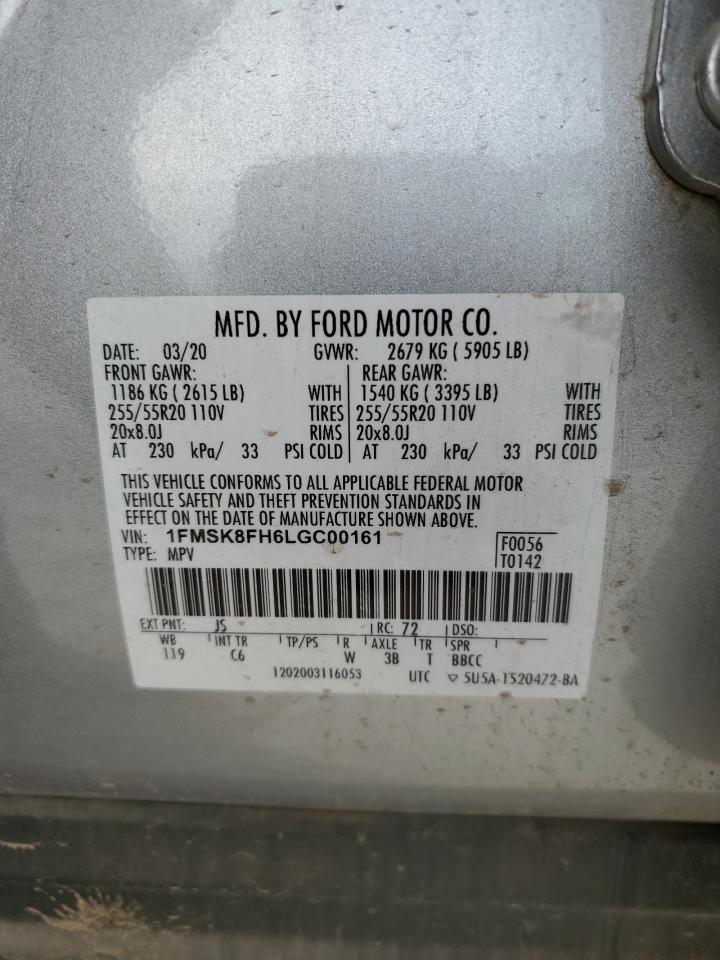 MFD. BY FORD MOTOR CO.
DATE: 03/20 GVWR: 2679 KG ( 5905 LB)
FRONT GAWR: REAR GAWR:
1186 KG ( 2615 LB) WITH 1540 KG ( 3395 LB) WITH
255/55R20 110V TIRES 255/55R20 110V TIRES
20x8.0J RIMS 20x8.0J RIMS
AT 230 kPa/ 33 PSI COLD AT 230 kPa/ 33 PSI COLD
THIS VEHICLE CONFORMS TO ALL APPLICABLE FEDERAL MOTOR
VEHICLE SAFETY AND THEFT PREVENTION STANDARDS IN
EFFECT ON THE DATE OF MANUFACTURE SHOWN ABOVE.
VIN: 1FMSK8FH6LGC00161
TYPE: MPV
F0056
T0142
EXT PNT: JS RC: 72 DSO:
WB INT TR TP/PS R AXLE TR SPR
119 C6 W 3B T BBCC
1202003116053 UTC ▽ 5U5A-1520472-BA